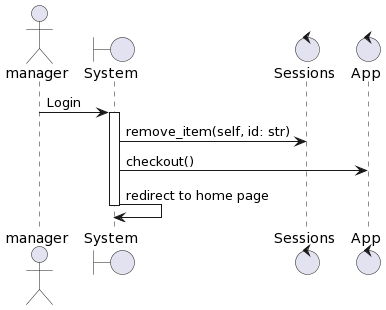 manager System Sessions App
Login
remove_item(self, id: str)
checkout()
redirect to home page
manager System Sessions App